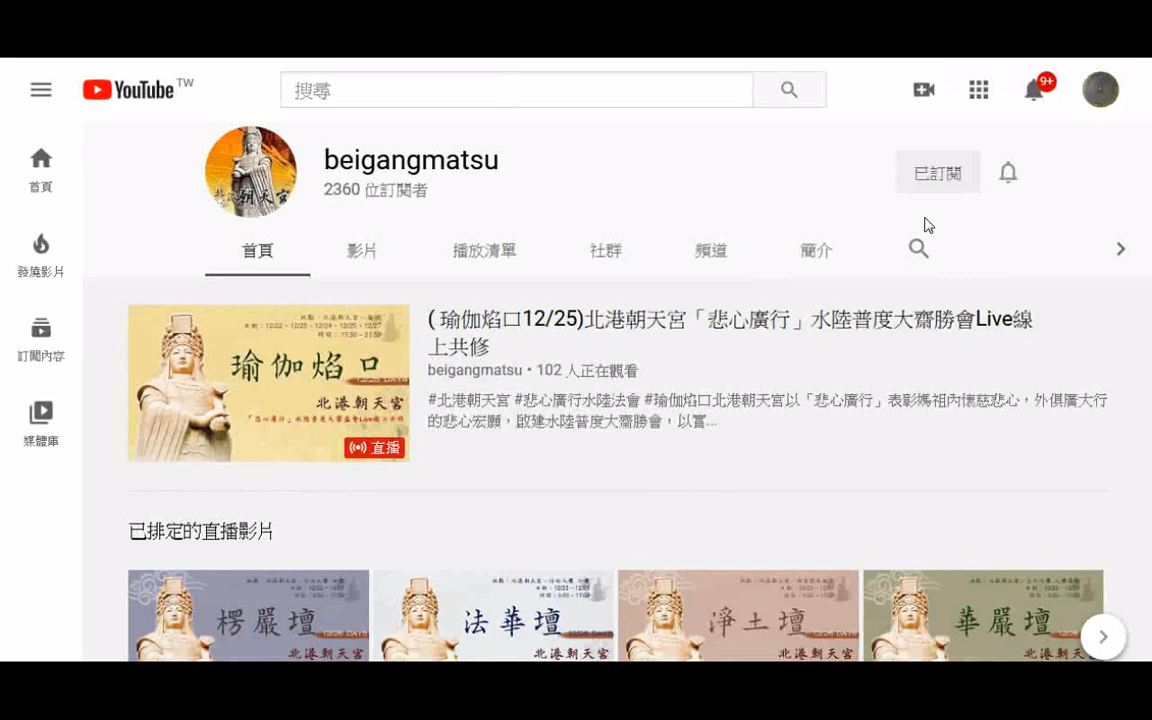 YouTube TW
搜尋
9+
首頁
發燒影片
訂閱內容
媒體庫
北港朝天宮
beigangmatsu
2360 位訂閱者
已訂閱
首頁 影片 播放清單 社群 頻道 簡介
瑜伽焰口
北港朝天宮
直播
( 瑜伽焰口12/25)北港朝天宮「悲心廣行」水陸普度大齋勝會Live線
上共修
beigangmatsu • 102 人正在觀看
#北港朝天宮 #悲心廣行水陸法會 #瑜伽焰口北港朝天宮以「悲心廣行」表彰媽祖內懷慈悲心，外俱廣大行
的悲心宏願，啟建水陸普度大齋勝會，以冥...
已排定的直播影片
楞嚴壇
北港朝天宮
法華壇
北港朝天宮
淨土壇
北港朝天宮
華嚴壇
北港朝天宮